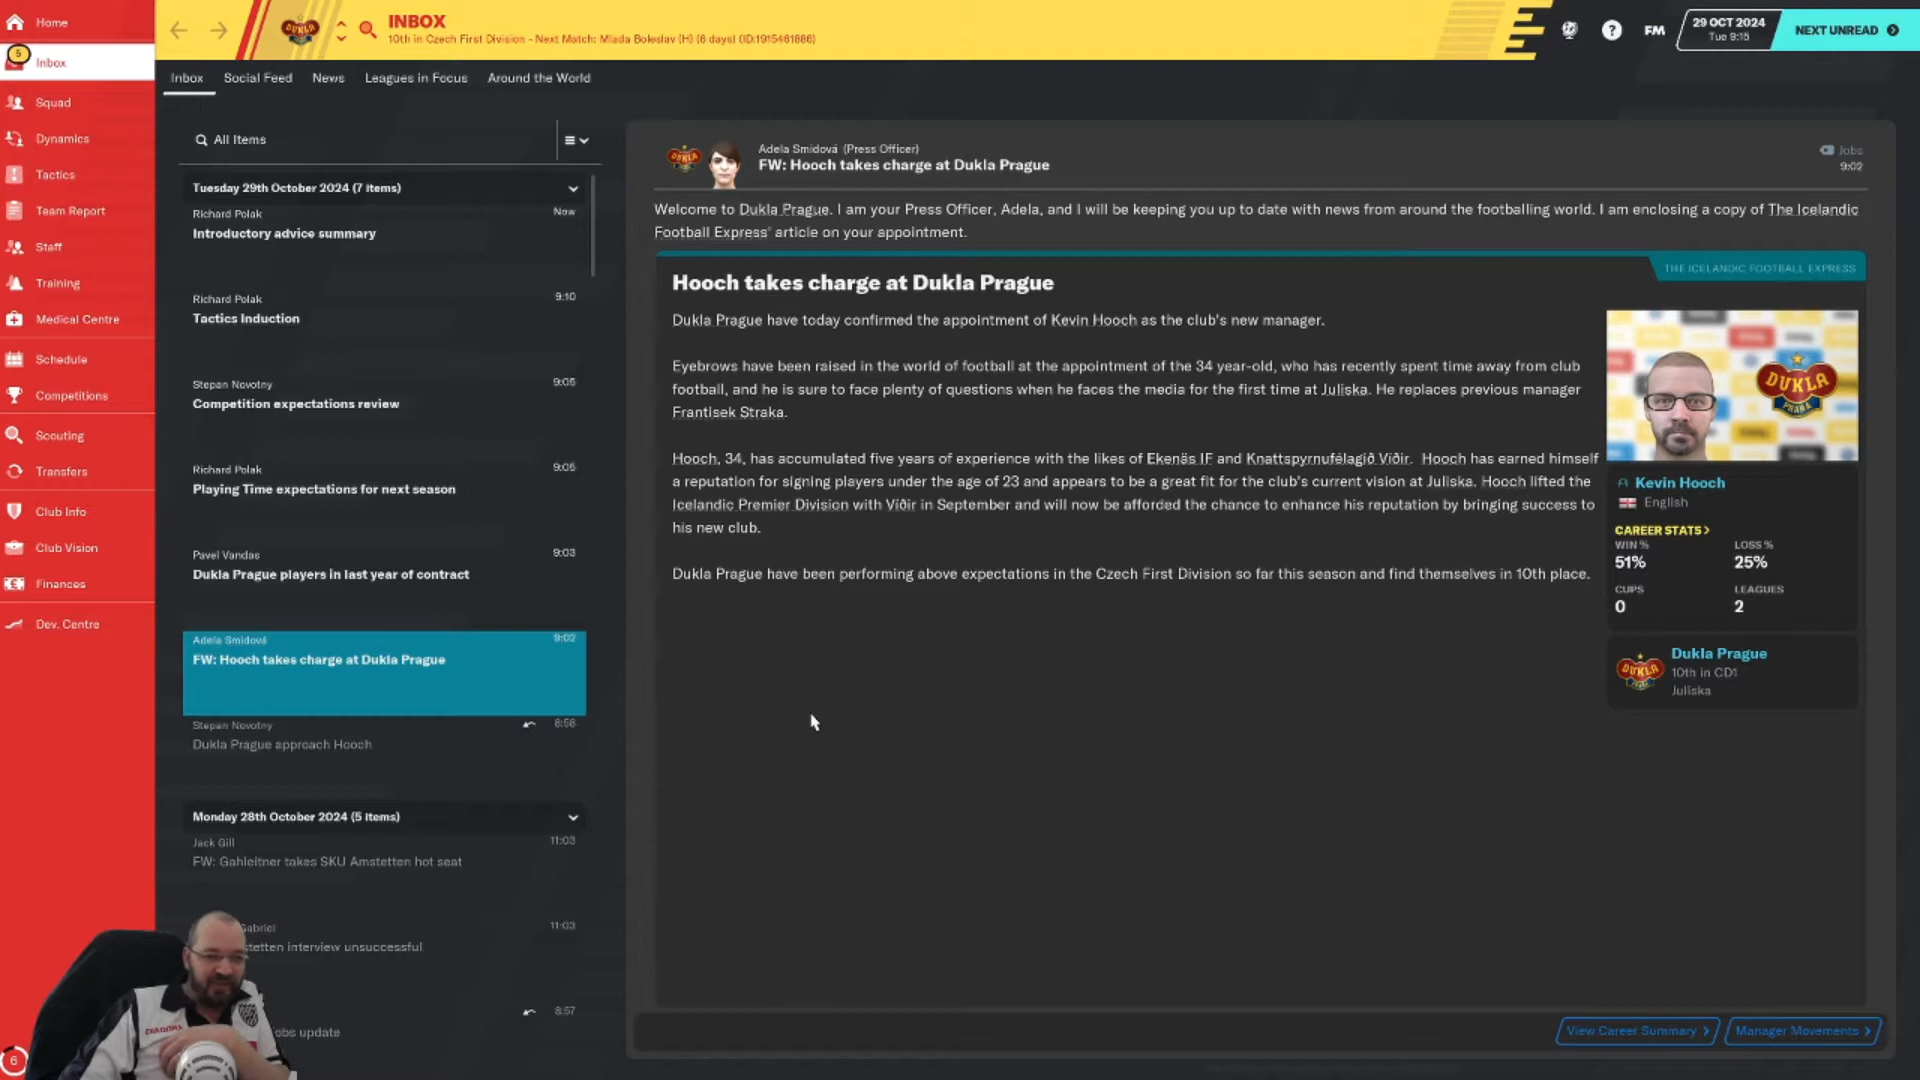 Home
5
Inbox
Squad
Dynamics
Tactics
Team Report
Staff
Training
Medical Centre
Schedule
Competitions
Scouting
Transfers
Club Info
Club Vision
Finances
Dev. Centre
6
DUKLA
INBOX
10th in Czech First Division - Next Match: Mlada Boleslav (H) (6 days) (ID:1915461886)
FM
29 OCT 2024
Tue 9:15
NEXT UNREAD
Inbox
Social Feed
News
Leagues in Focus
Around the World
All Items
Tuesday 29th October 2024 (7 items)
Richard Polak
Now
Introductory advice summary
Richard Polak
9:10
Tactics Induction
Stepan Novotny
9:05
Competition expectations review
Richard Polak
9:05
Playing Time expectations for next season
Pavel Vandas
9:03
Dukla Prague players in last year of contract
Adela Smidová
9:02
FW: Hooch takes charge at Dukla Prague
Stepan Novotny
8:58
Dukla Prague approach Hooch
Monday 28th October 2024 (5 items)
Jack Gill
11:03
FW: Gahleitner takes SKU Amstetten hot seat
Gabriel
11:03
stetten interview unsuccessful
8:57
obs update
DIADORA
DUKLA
Adela Smidová (Press Officer)
FW: Hooch takes charge at Dukla Prague
Jobs
9:02
Welcome to Dukla Prague. I am your Press Officer, Adela, and I will be keeping you up to date with news from around the footballing world. I am enclosing a copy of The Icelandic
Football Express' article on your appointment.
THE ICELANDIC FOOTBALL EXPRESS
Hooch takes charge at Dukla Prague
Dukla Prague have today confirmed the appointment of Kevin Hooch as the club's new manager.
Eyebrows have been raised in the world of football at the appointment of the 34 year-old, who has recently spent time away from club
football, and he is sure to face plenty of questions when he faces the media for the first time at Juliska. He replaces previous manager
Frantisek Straka.
Hooch, 34, has accumulated five years of experience with the likes of Ekenäs IF and Knattspyrnufélagið Víðir. Hooch has earned himself
a reputation for signing players under the age of 23 and appears to be a great fit for the club's current vision at Juliska. Hooch lifted the
Icelandic Premier Division with Víðir in September and will now be afforded the chance to enhance his reputation by bringing success to
his new club.
Dukla Prague have been performing above expectations in the Czech First Division so far this season and find themselves in 10th place.
DUKLA
PRAHA
Kevin Hooch
English
CAREER STATS >
WIN %
LOSS %
51%
25%
CUPS
LEAGUES
0
2
DUKLA
Dukla Prague
10th in CD1
Juliska
View Career Summary >
Manager Movements >